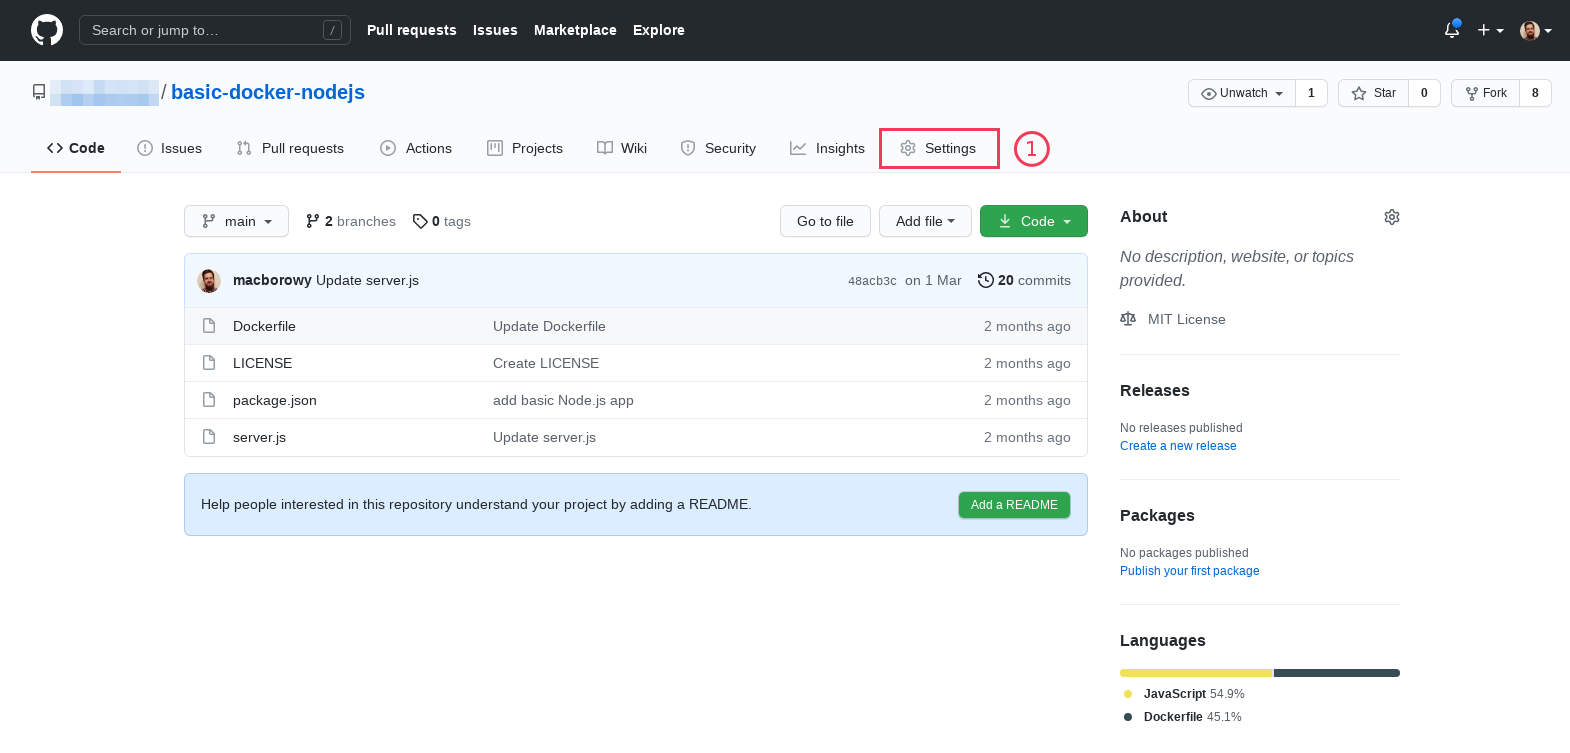 Search or jump to… / Pull requests Issues Marketplace Explore
/ basic-docker-nodejs Unwatch 1 Star 0 Fork 8
Code Issues Pull requests Actions Projects Wiki Security Insights Settings 1
main 2 branches 0 tags Go to file Add file Code
macborowy Update server.js 48acb3c on 1 Mar 20 commits
Dockerfile Update Dockerfile 2 months ago
LICENSE Create LICENSE 2 months ago
package.json add basic Node.js app 2 months ago
server.js Update server.js 2 months ago
Help people interested in this repository understand your project by adding a README. Add a README
About
No description, website, or topics
provided.
MIT License
Releases
No releases published
Create a new release
Packages
No packages published
Publish your first package
Languages
JavaScript 54.9%
Dockerfile 45.1%